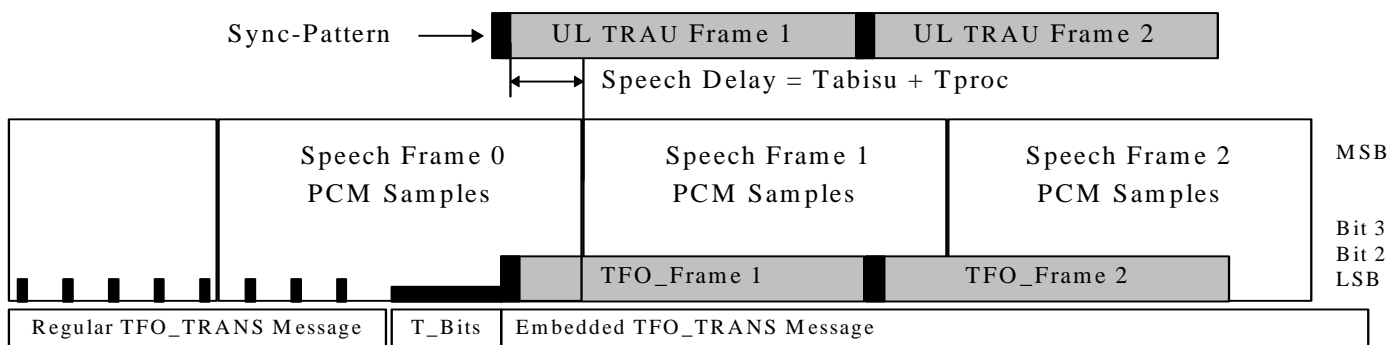 Sync-Pattern
UL TRAU Frame 1
UL TRAU Frame 2
Speech Delay = Tabisu + Tproc
Speech Frame 0
PCM Samples
Speech Frame 1
PCM Samples
Speech Frame 2
PCM Samples
MSB
Bit 3
Bit 2
LSB
TFO_Frame 1
TFO_Frame 2
Regular TFO_TRANS Message
T_Bits
Embedded TFO_TRANS Message